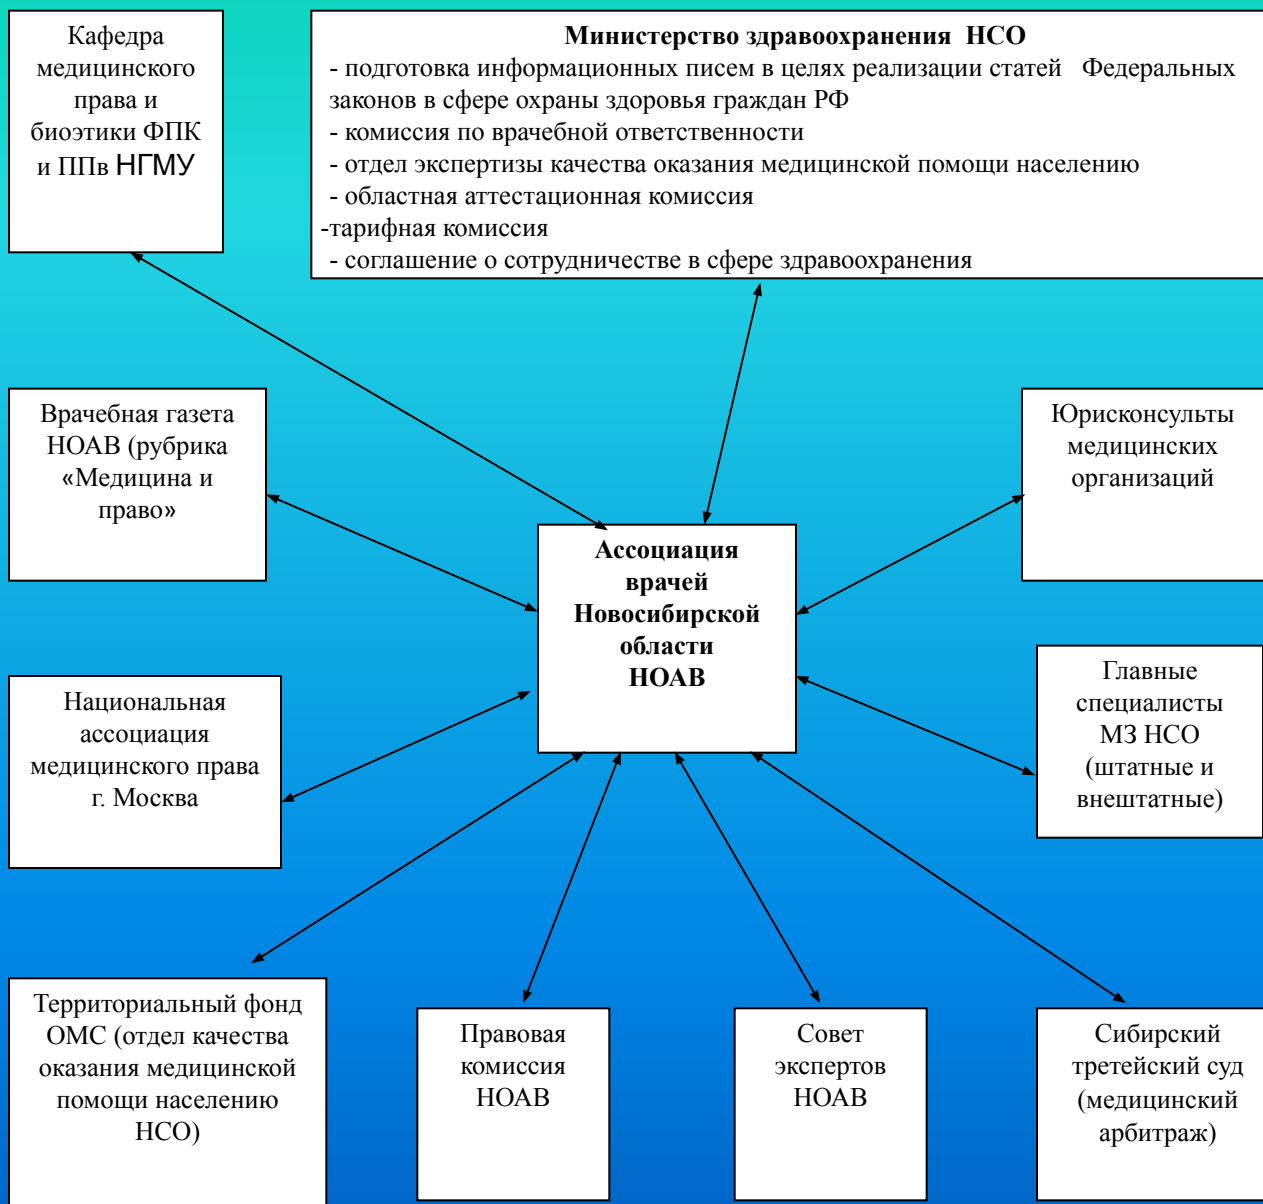 Кафедра
медицинского
права и
биоэтики ФПК
и ППв НГМУ
Министерство здравоохранения НСО
- подготовка информационных писем в целях реализации статей Федеральных
законов в сфере охраны здоровья граждан РФ
- комиссия по врачебной ответственности
- отдел экспертизы качества оказания медицинской помощи населению
- областная аттестационная комиссия
-тарифная комиссия
- соглашение о сотрудничестве в сфере здравоохранения
Врачебная газета
НОАВ (рубрика
«Медицина и
право»
Юрисконсульты
медицинских
организаций
Ассоциация
врачей
Новосибирской
области
НОАВ
Национальная
ассоциация
медицинского права
г. Москва
Главные
специалисты
МЗ НСО
(штатные и
внештатные)
Территориальный фонд
ОМС (отдел качества
оказания медицинской
помощи населению
НСО)
Правовая
комиссия
НОАВ
Совет
экспертов
НОАВ
Сибирский
третейский суд
(медицинский
арбитраж)